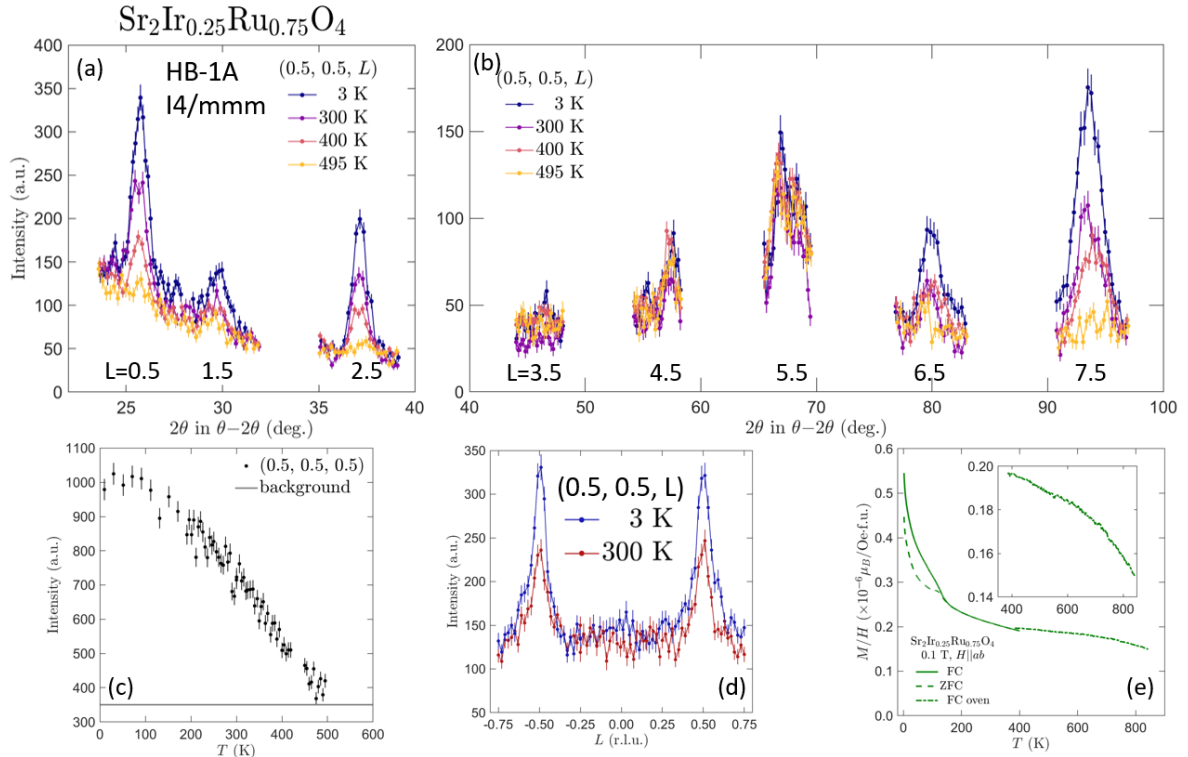 Sr₂Ir₀.₂₅Ru₀.₇₅O₄
(a)
HB-1A
I4/mmm
(0.5, 0.5, L)
3 K
300 K
400 K
495 K
Intensity (a.u.)
400
350
300
250
200
150
100
50
0
L=0.5
1.5
2.5
25
30
35
40
2θ in θ−2θ (deg.)
(b)
(0.5, 0.5, L)
3 K
300 K
400 K
495 K
200
150
100
50
0
L=3.5
4.5
5.5
6.5
7.5
40
50
60
70
80
90
100
2θ in θ−2θ (deg.)
(0.5, 0.5, 0.5)
background
Intensity (a.u.)
1100
1000
900
800
700
600
500
400
300
(c)
0
100
200
300
400
500
600
T (K)
(0.5, 0.5, L)
3 K
300 K
Intensity (a.u.)
350
300
250
200
150
100
50
(d)
-0.75
-0.50
-0.25
0.00
0.25
0.50
0.75
L (r.l.u.)
M/H (×10⁻⁶μB/Oe·f.u.)
0.6
0.5
0.4
0.3
0.2
0.1
0.0
0.20
0.18
0.16
0.14
400
600
800
Sr₂Ir₀.₂₅Ru₀.₇₅O₄
0.1 T, H||ab
FC
ZFC
FC oven
(e)
0
200
400
600
800
T (K)